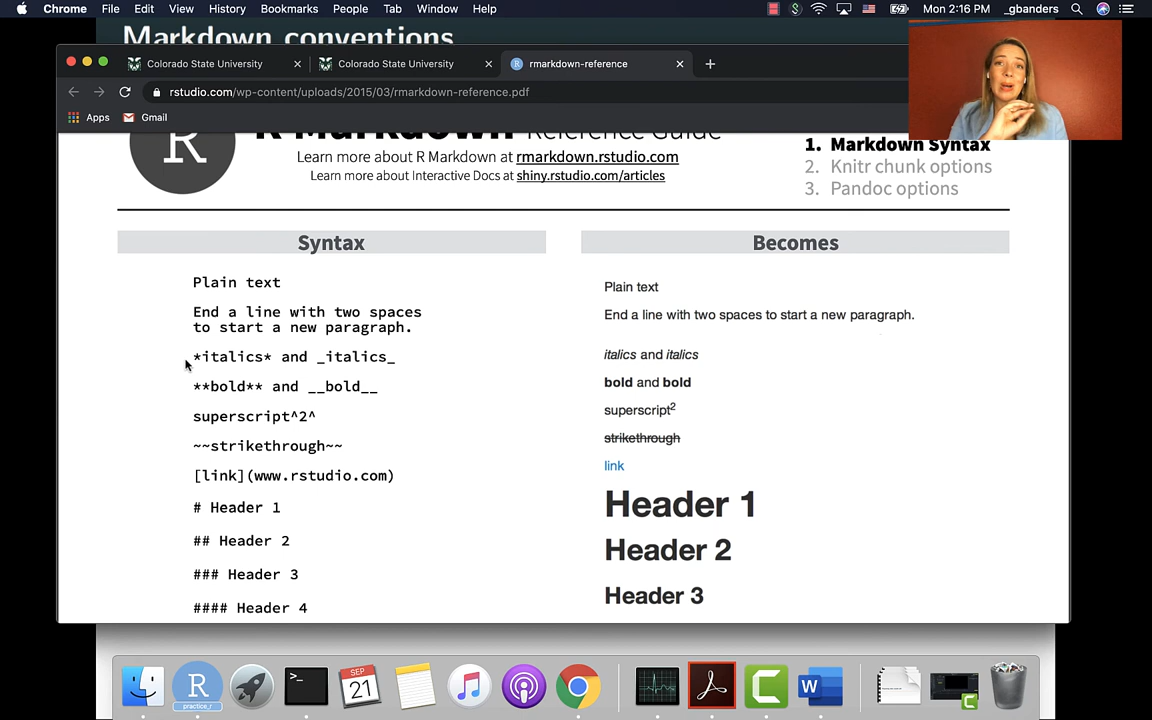 Chrome File Edit View History Bookmarks People Tab Window Help
Mon 2:16 PM _gbanders
Markdown conventions
Colorado State University
Colorado State University
rmarkdown-reference
rstudio.com/wp-content/uploads/2015/03/rmarkdown-reference.pdf
Apps Gmail
R Markdown Reference Guide
Learn more about R Markdown at rmarkdown.rstudio.com
Learn more about Interactive Docs at shiny.rstudio.com/articles
1. Markdown Syntax
2. Knitr chunk options
3. Pandoc options
Syntax
Plain text
End a line with two spaces
to start a new paragraph.
*italics* and _italics_
**bold** and __bold__
superscript^2^
~~strikethrough~~
[link](www.rstudio.com)
# Header 1
## Header 2
### Header 3
#### Header 4
Becomes
Plain text
End a line with two spaces to start a new paragraph.
italics and italics
bold and bold
superscript2
strikethrough
link
Header 1
Header 2
Header 3
R
practice_r
>_
SEP
21
C
W
C